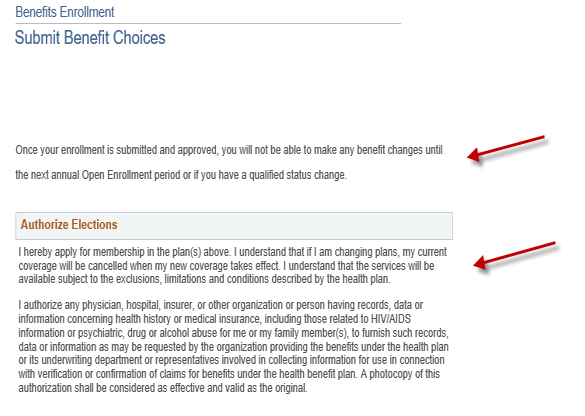 Benefits Enrollment
Submit Benefit Choices
Once your enrollment is submitted and approved, you will not be able to make any benefit changes until
the next annual Open Enrollment period or if you have a qualified status change.
Authorize Elections
I hereby apply for membership in the plan(s) above. I understand that if I am changing plans, my current
coverage will be cancelled when my new coverage takes effect. I understand that the services will be
available subject to the exclusions, limitations and conditions described by the health plan.
I authorize any physician, hospital, insurer, or other organization or person having records, data or
information concerning health history or medical insurance, including those related to HIV/AIDS
information or psychiatric, drug or alcohol abuse for me or my family member(s), to furnish such records,
data or information as may be requested by the organization providing the benefits under the health plan
or its underwriting department or representatives involved in collecting information for use in connection
with verification or confirmation of claims for benefits under the health benefit plan. A photocopy of this
authorization shall be considered as effective and valid as the original.